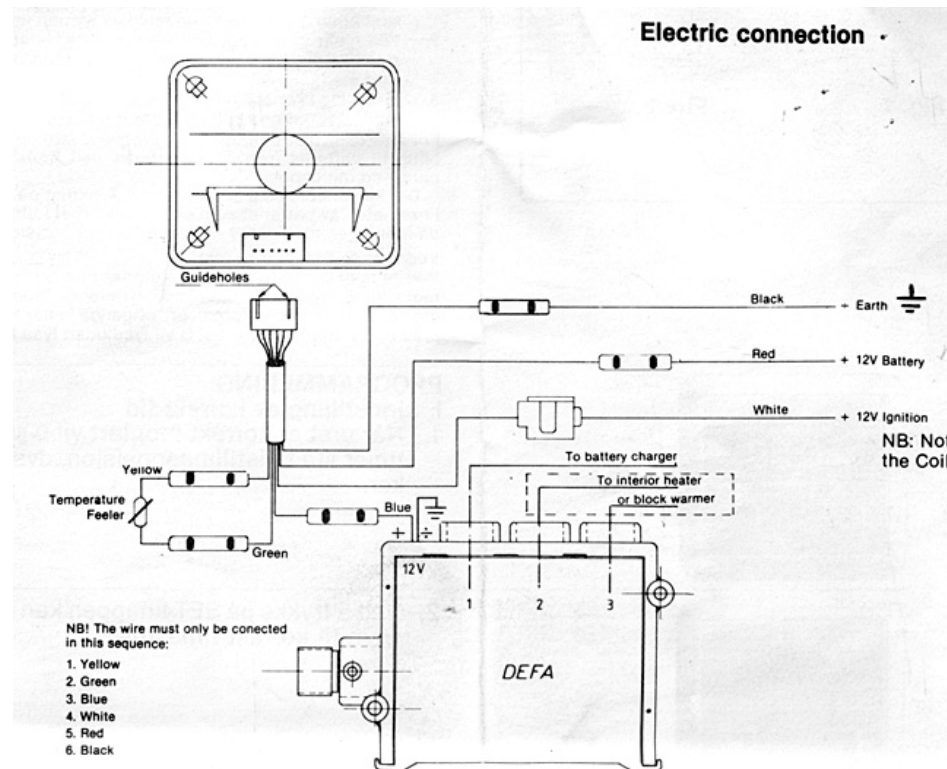 Electric connection
Guideholes
Black
÷ Earth
Red
+ 12V Battery
White
+ 12V Ignition
NB: No
the Coil
To battery charger
To interior heater
or block warmer
Yellow
Temperature
Feeler
Green
Blue
+ ÷
12V
1 2 3
DEFA
NB! The wire must only be conected
in this sequence:
1. Yellow
2. Green
3. Blue
4. White
5. Red
6. Black